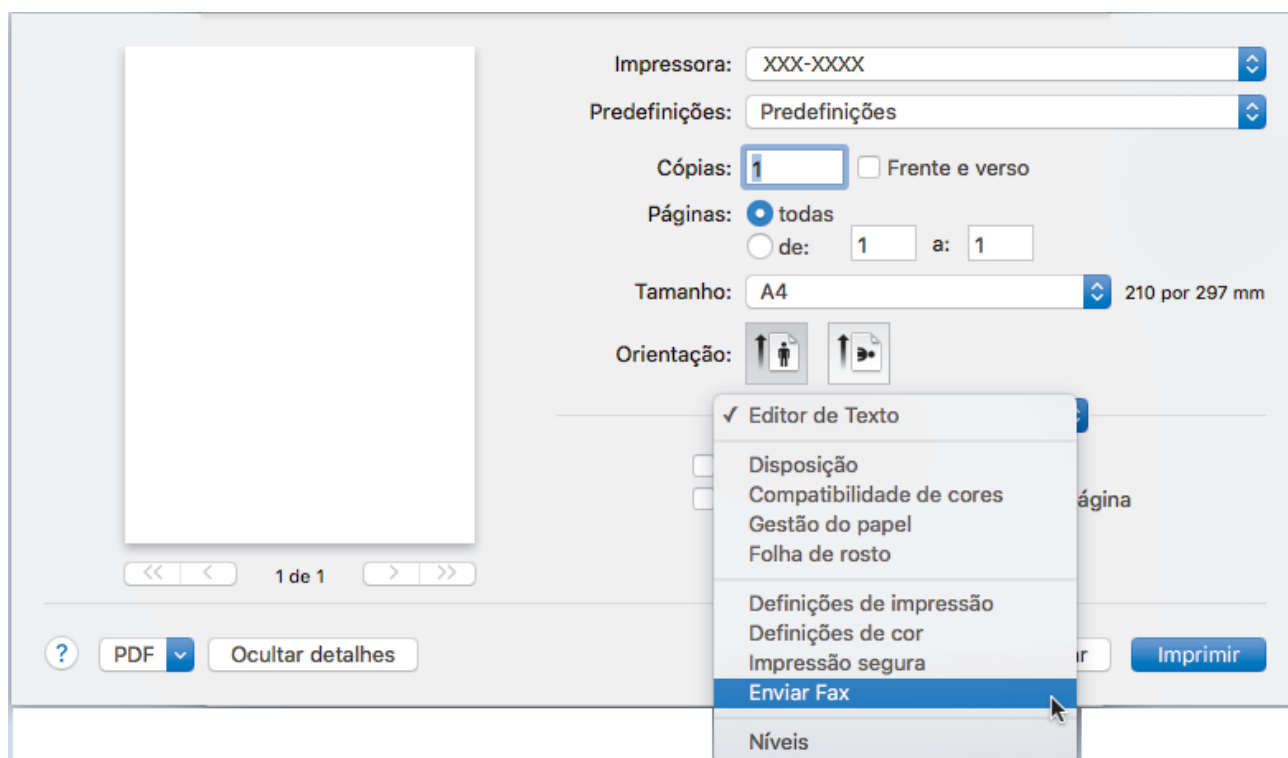 Impressora: XXX-XXXX
Predefinições: Predefinições
Cópias: 1 Frente e verso
Páginas: todas
de: 1 a: 1
Tamanho: A4 210 por 297 mm
Orientação:
✓ Editor de Texto
Disposição
Compatibilidade de cores
ágina
Gestão do papel
Folha de rosto
<< < 1 de 1 > >>
Definições de impressão
Definições de cor
? PDF Ocultar detalhes
Impressão segura
r Imprimir
Enviar Fax
Níveis